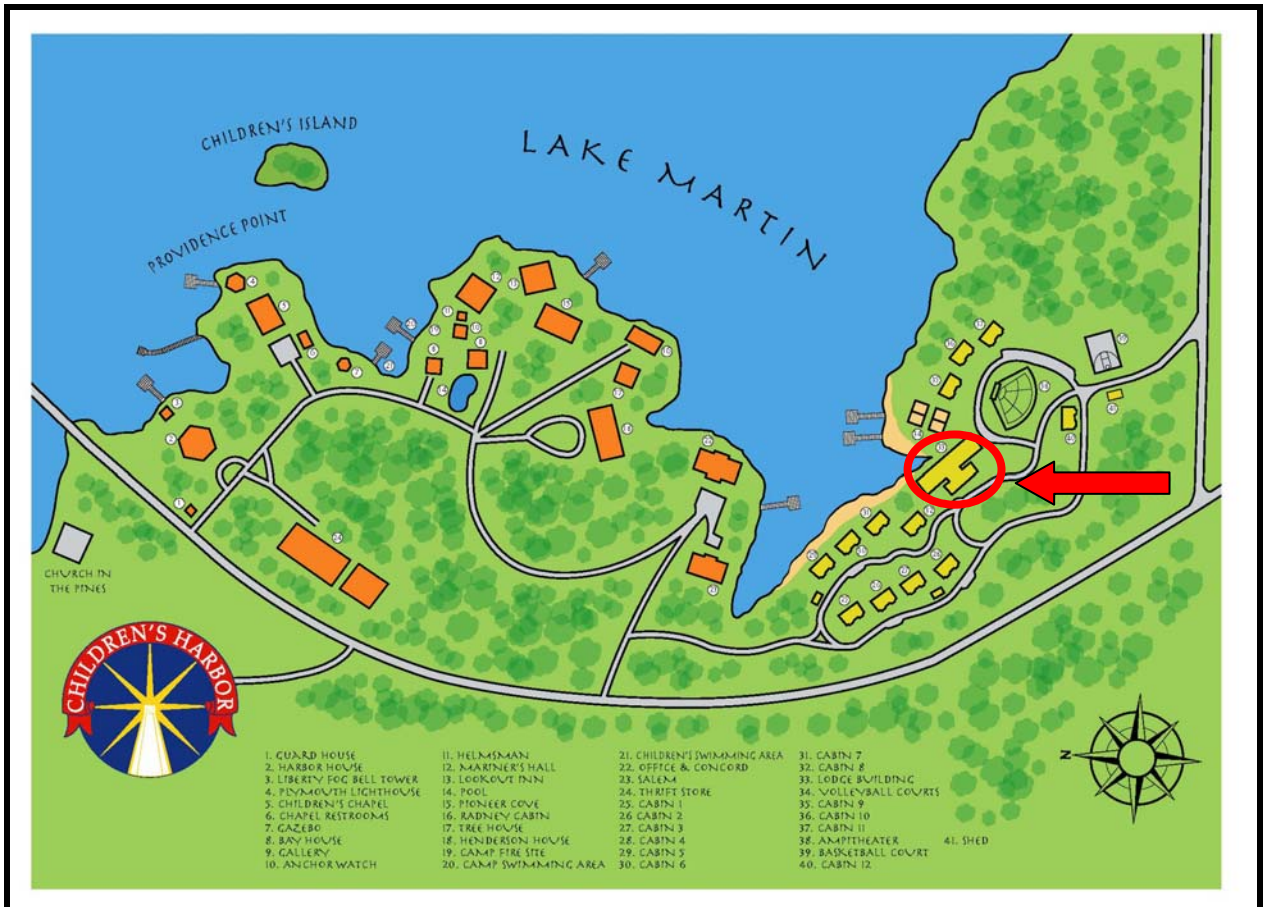 CHILDREN'S ISLAND
PROVIDENCE POINT
LAKE MARTIN
CHURCH IN
THE PINES
CHILDREN'S HARBOR
N
1. GUARD HOUSE
2. HARBOR HOUSE
3. LIBERTY FOG BELL TOWER
4. PLYMOUTH LIGHTHOUSE
5. CHILDREN'S CHAPEL
6. CHAPEL RESTROOMS
7. GAZEBO
8. BAY HOUSE
9. GALLERY
10. ANCHOR WATCH
11. HELMSMAN
12. MARINER'S HALL
13. LOOKOUT INN
14. POOL
15. PIONEER COVE
16. RADNEY CABIN
17. TREE HOUSE
18. HENDERSON HOUSE
19. CAMP FIRE SITE
20. CAMP SWIMMING AREA
21. CHILDREN'S SWIMMING AREA
22. OFFICE & CONCORD
23. SALEM
24. THRIFT STORE
25. CABIN 1
26 CABIN 2
27. CABIN 3
28. CABIN 4
29. CABIN 5
30. CABIN 6
31. CABIN 7
32. CABIN 8
33. LODGE BUILDING
34. VOLLEYBALL COURTS
35. CABIN 9
36. CABIN 10
37. CABIN 11
38. AMPITHEATER
39. BASKETBALL COURT
40. CABIN 12
41. SHED